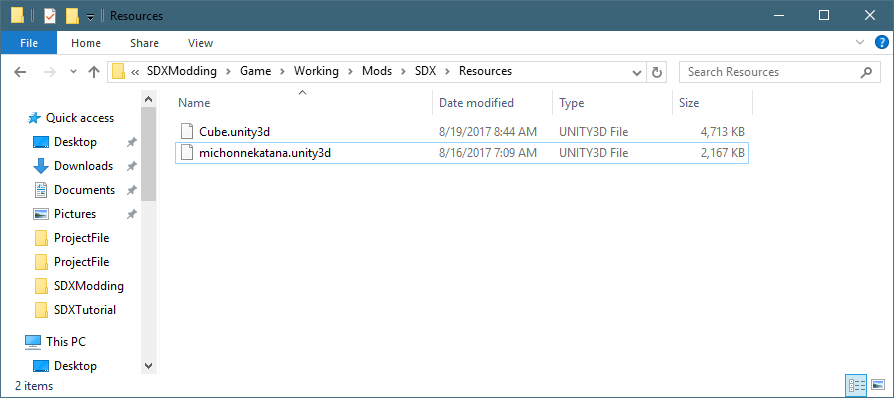 Resources
File Home Share View
« SDXModding > Game > Working > Mods > SDX > Resources Search Resources
Name Date modified Type Size
Quick access
Cube.unity3d 8/19/2017 8:44 AM UNITY3D File 4,713 KB
Desktop
michonnekatana.unity3d 8/16/2017 7:09 AM UNITY3D File 2,167 KB
Downloads
Documents
Pictures
ProjectFile
ProjectFile
SDXModding
SDXTutorial
This PC
Desktop
2 items